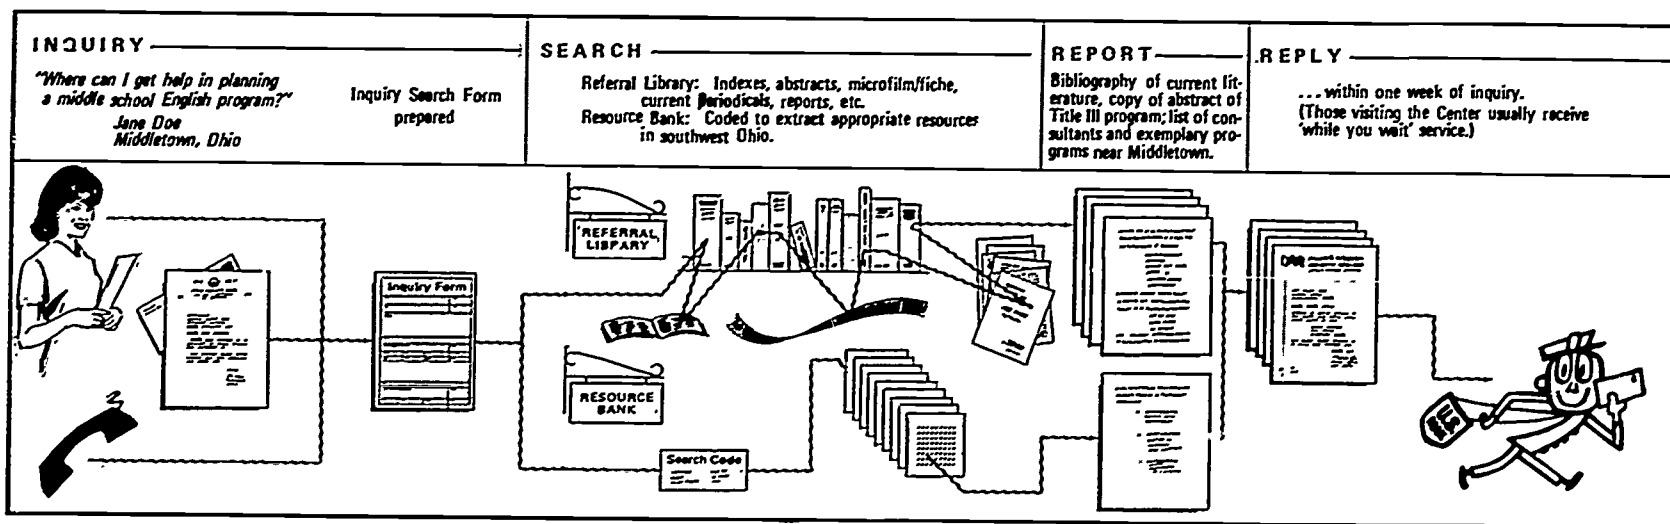 INQUIRY
"Where can I get help in planning
a middle school English program?"
Jane Doe
Middletown, Ohio
Inquiry Search Form
prepared
SEARCH
Referral Library: Indexes, abstracts, microfilm/fiche,
current Periodicals, reports, etc.
Resource Bank: Coded to extract appropriate resources
in southwest Ohio.
REPORT
Bibliography of current lit-
erature, copy of abstract of
Title III program; list of con-
sultants and exemplary pro-
grams near Middletown.
REPLY
...within one week of inquiry.
(Those visiting the Center usually receive
'while you wait' service.)
REFERRAL
LIBRARY
Inquiry Form
RESOURCE
BANK
Search Code
U.S.